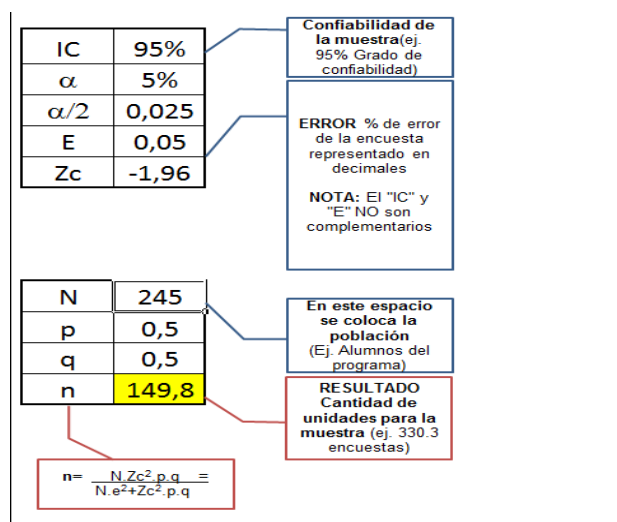 IC 95%
α 5%
α/2 0,025
E 0,05
Zc -1,96
Confiabilidad de
la muestra(ej.
95% Grado de
confiabilidad)
ERROR % de error
de la encuesta
representado en
decimales
NOTA: El "IC" y
"E" NO son
complementarios
N 245
p 0,5
q 0,5
n 149,8
En este espacio
se coloca la
población
(Ej. Alumnos del
programa)
RESULTADO
Cantidad de
unidades para la
muestra (ej. 330.3
encuestas)
n= N.Zc².p.q =
N.e²+Zc².p.q